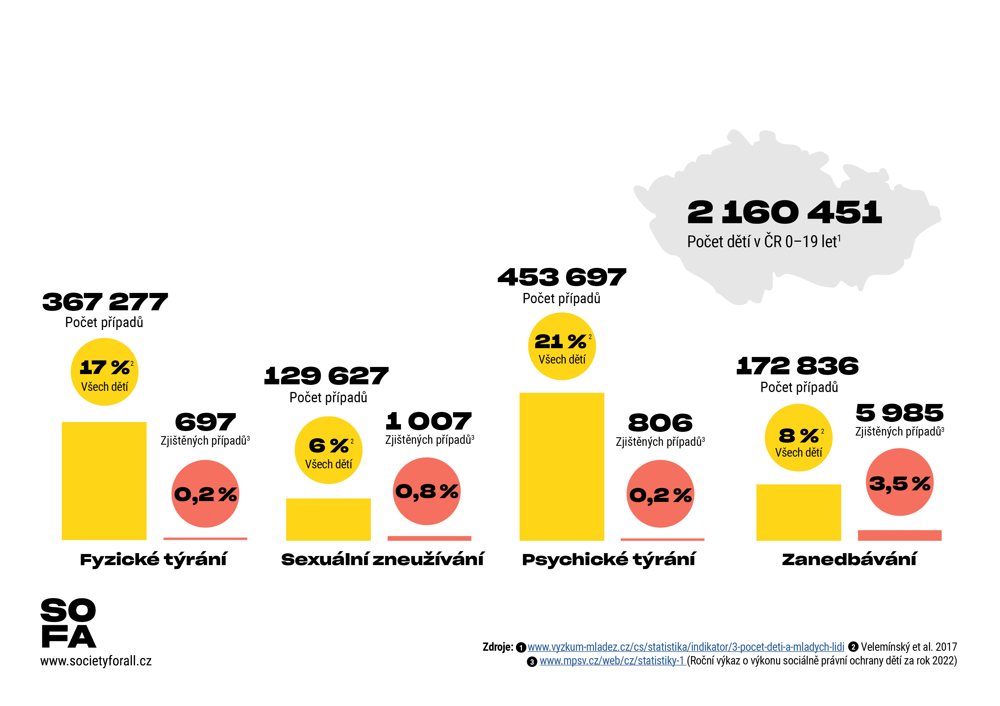 2 160 451
Počet dětí v ČR 0–19 let¹
367 277
Počet případů
17 %²
Všech dětí
697
Zjištěných případů³
0,2 %
Fyzické týrání
129 627
Počet případů
6 %²
Všech dětí
1 007
Zjištěných případů³
0,8 %
Sexuální zneužívání
453 697
Počet případů
21 %²
Všech dětí
806
Zjištěných případů³
0,2 %
Psychické týrání
172 836
Počet případů
8 %²
Všech dětí
5 985
Zjištěných případů³
3,5 %
Zanedbávání
SO
FA
www.societyforall.cz
Zdroje: 1 www.vyzkum-mladez.cz/cs/statistika/indikator/3-pocet-deti-a-mladych-lidi 2 Velemínský et al. 2017
3 www.mpsv.cz/web/cz/statistiky-1 (Roční výkaz o výkonu sociálně právní ochrany dětí za rok 2022)